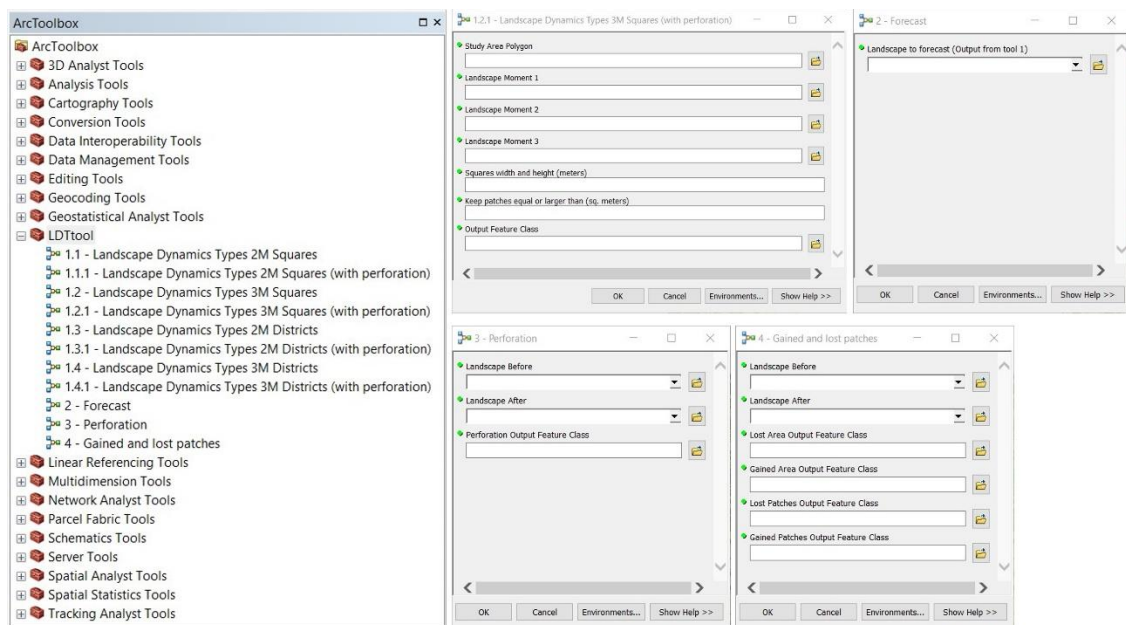 ArcToolbox
ArcToolbox
3D Analyst Tools
Analysis Tools
Cartography Tools
Conversion Tools
Data Interoperability Tools
Data Management Tools
Editing Tools
Geocoding Tools
Geostatistical Analyst Tools
LDTtool
1.1 - Landscape Dynamics Types 2M Squares
1.1.1 - Landscape Dynamics Types 2M Squares (with perforation)
1.2 - Landscape Dynamics Types 3M Squares
1.2.1 - Landscape Dynamics Types 3M Squares (with perforation)
1.3 - Landscape Dynamics Types 2M Districts
1.3.1 - Landscape Dynamics Types 2M Districts (with perforation)
1.4 - Landscape Dynamics Types 3M Districts
1.4.1 - Landscape Dynamics Types 3M Districts (with perforation)
2 - Forecast
3 - Perforation
4 - Gained and lost patches
Linear Referencing Tools
Multidimension Tools
Network Analyst Tools
Parcel Fabric Tools
Schematics Tools
Server Tools
Spatial Analyst Tools
Spatial Statistics Tools
Tracking Analyst Tools
1.2.1 - Landscape Dynamics Types 3M Squares (with perforation)
Study Area Polygon
Landscape Moment 1
Landscape Moment 2
Landscape Moment 3
Squares width and height (meters)
Keep patches equal or larger than (sq. meters)
Output Feature Class
OK Cancel Environments... Show Help >>
2 - Forecast
Landscape to forecast (Output from tool 1)
OK Cancel Environments... Show Help >>
3 - Perforation
Landscape Before
Landscape After
Perforation Output Feature Class
OK Cancel Environments... Show Help >>
4 - Gained and lost patches
Landscape Before
Landscape After
Lost Area Output Feature Class
Gained Area Output Feature Class
Lost Patches Output Feature Class
Gained Patches Output Feature Class
OK Cancel Environments... Show Help >>